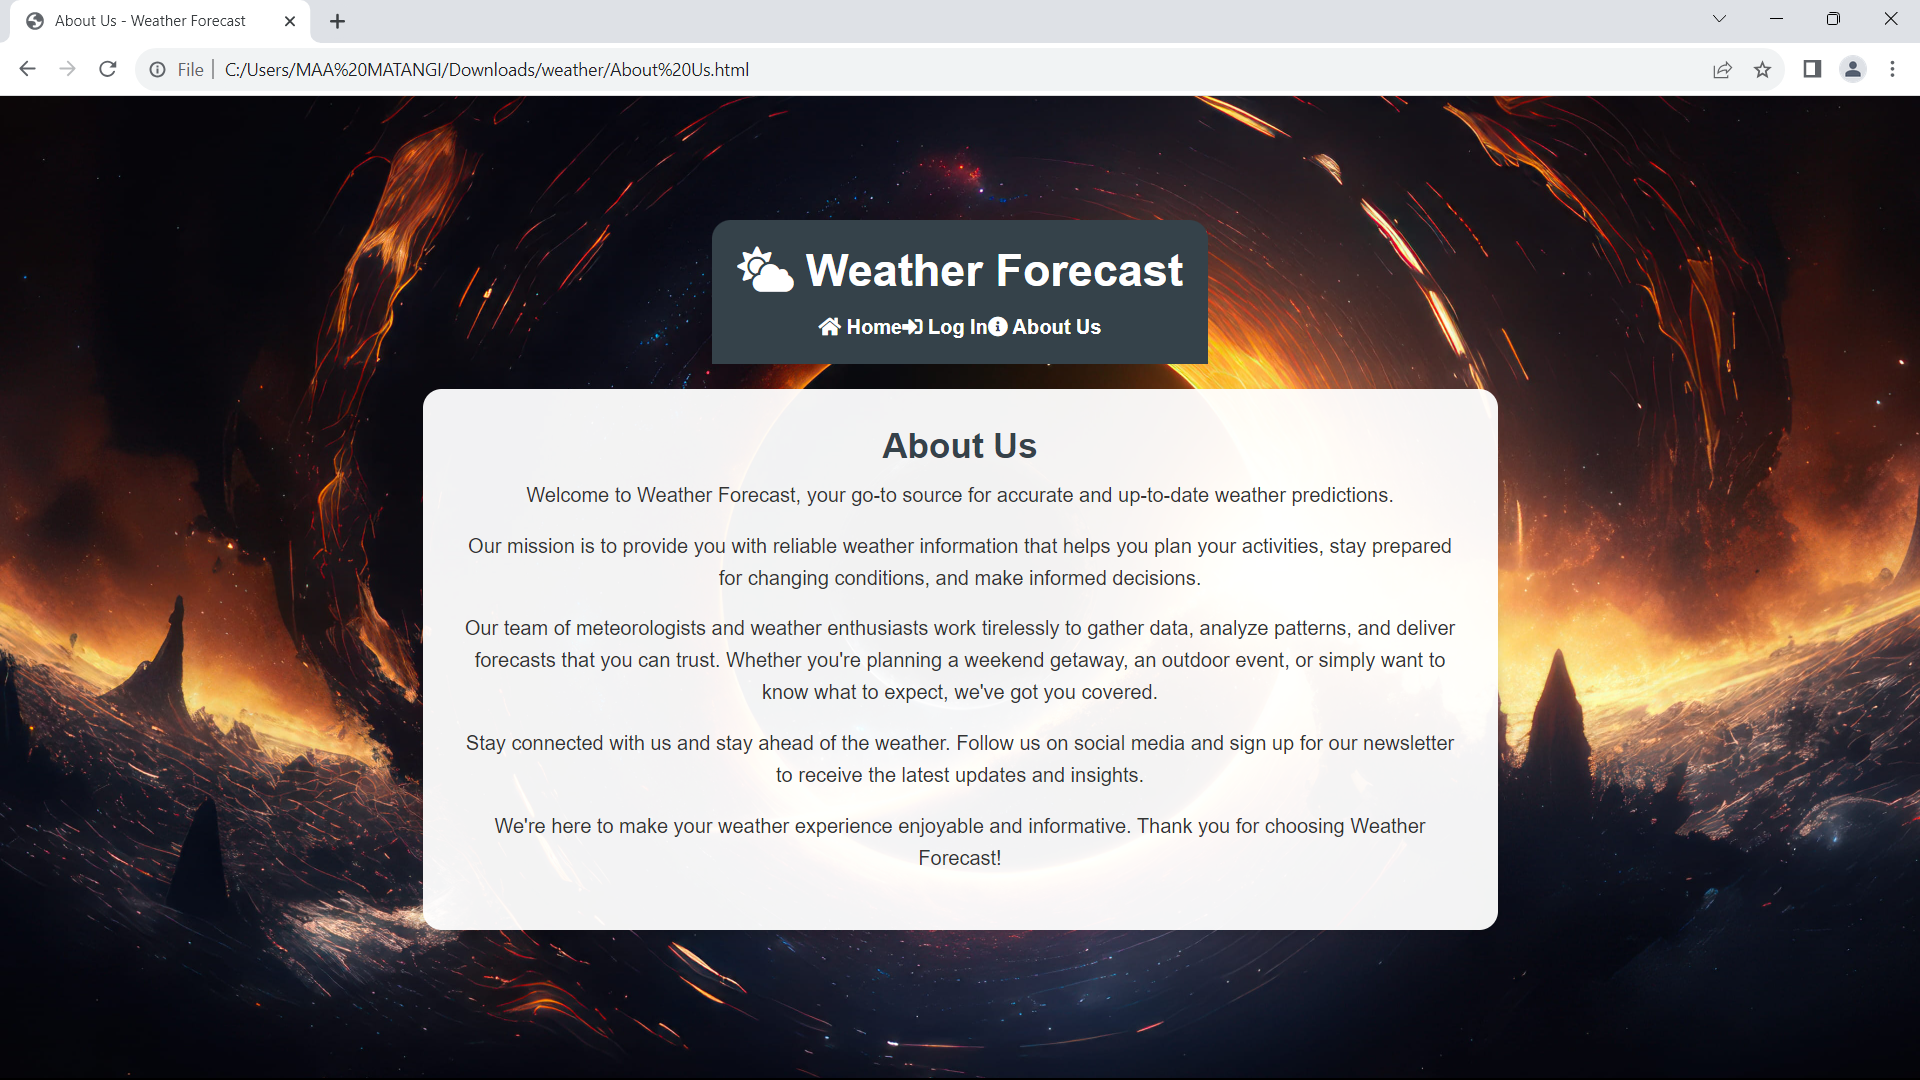 About Us - Weather Forecast
File C:/Users/MAA%20MATANGI/Downloads/weather/About%20Us.html
Weather Forecast
Home Log In About Us
About Us
Welcome to Weather Forecast, your go-to source for accurate and up-to-date weather predictions.
Our mission is to provide you with reliable weather information that helps you plan your activities, stay prepared
for changing conditions, and make informed decisions.
Our team of meteorologists and weather enthusiasts work tirelessly to gather data, analyze patterns, and deliver
forecasts that you can trust. Whether you're planning a weekend getaway, an outdoor event, or simply want to
know what to expect, we've got you covered.
Stay connected with us and stay ahead of the weather. Follow us on social media and sign up for our newsletter
to receive the latest updates and insights.
We're here to make your weather experience enjoyable and informative. Thank you for choosing Weather
Forecast!